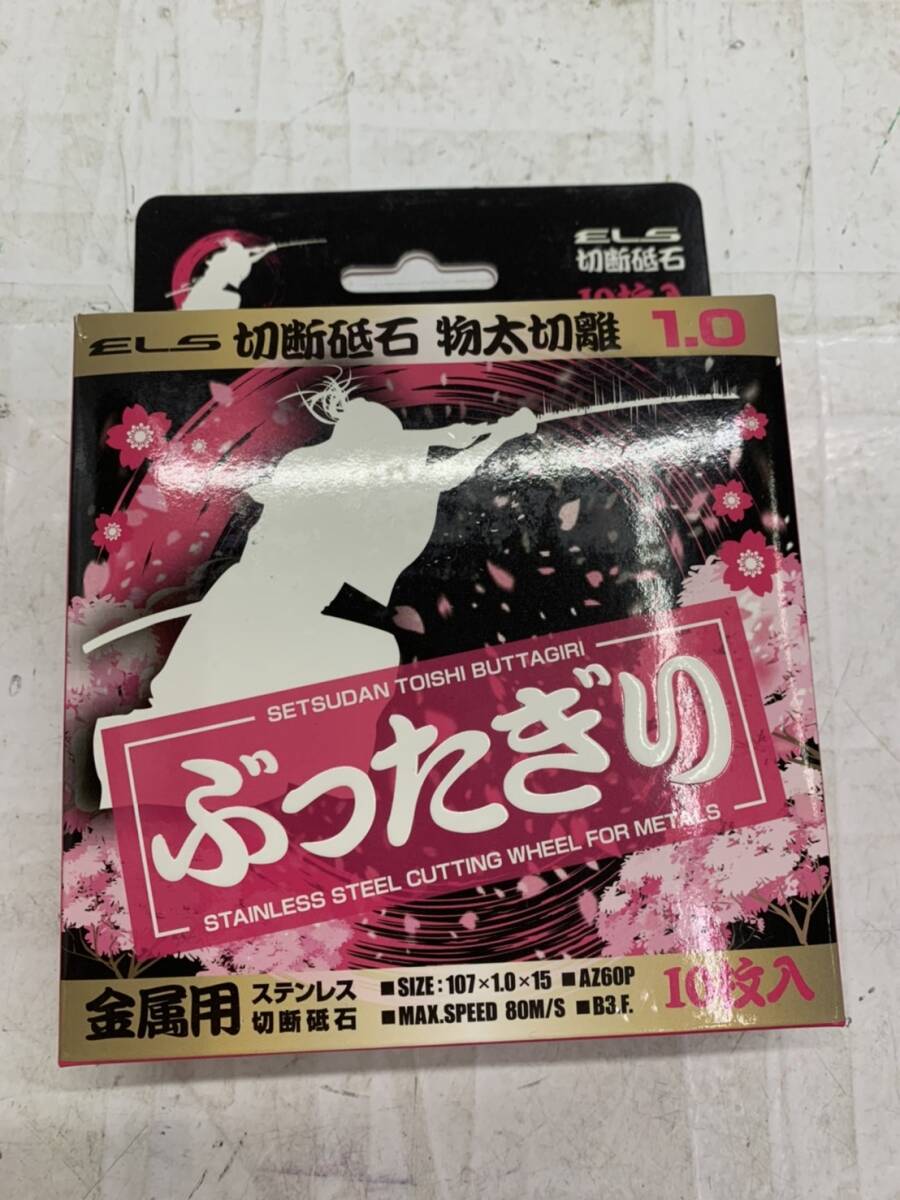 ELS
切断砥石
10枚入
ELS 切断砥石 物太切離 1.0
SETSUDAN TOISHI BUTTAGIRI
ぶったぎり
STAINLESS STEEL CUTTING WHEEL FOR METALS
金属用 ステンレス切断砥石
■SIZE:107×1.0×15 ■AZ60P
■MAX.SPEED 80M/S ■B3.F.
10枚入